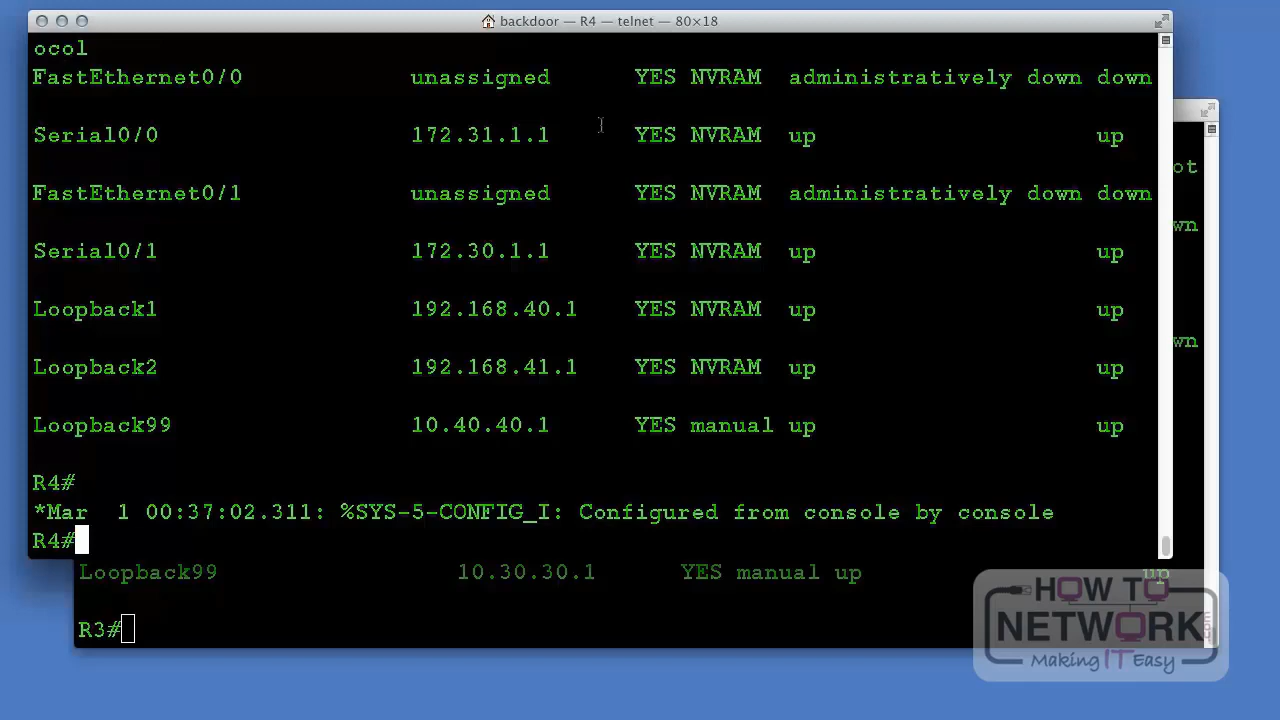 backdoor — R4 — telnet — 80×18
ocol
FastEthernet0/0 unassigned YES NVRAM administratively down down
Serial0/0 172.31.1.1 YES NVRAM up up
FastEthernet0/1 unassigned YES NVRAM administratively down down
Serial0/1 172.30.1.1 YES NVRAM up up
Loopback1 192.168.40.1 YES NVRAM up up
Loopback2 192.168.41.1 YES NVRAM up up
Loopback99 10.40.40.1 YES manual up up
R4#
*Mar 1 00:37:02.311: %SYS-5-CONFIG_I: Configured from console by console
R4#
ot
wn
wn
Loopback99 10.30.30.1 YES manual up up
R3#
HOW TO
NETWORK
.com
Making IT Easy